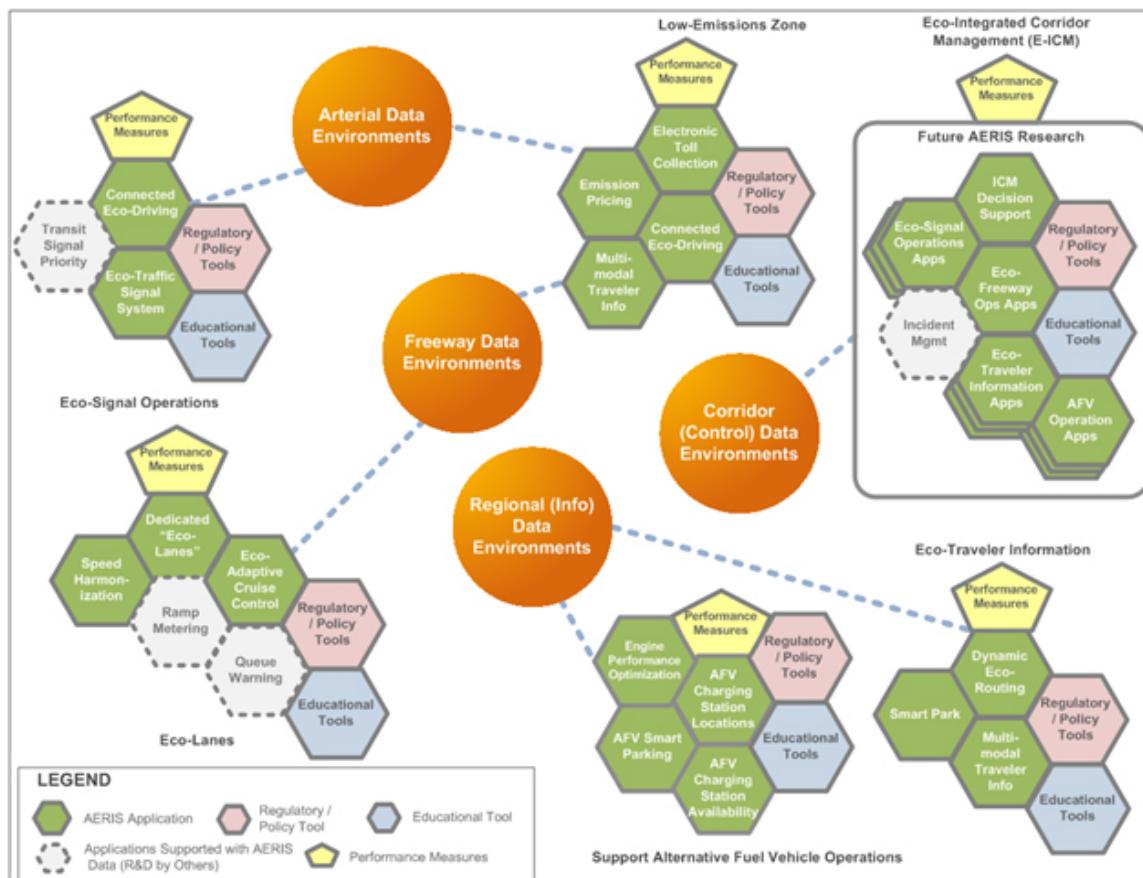 Low-Emissions Zone
Eco-Integrated Corridor
Management (E-ICM)
Performance
Measures
Connected
Eco-Driving
Transit
Signal
Priority
Regulatory
/ Policy
Tools
Eco-Traffic
Signal
System
Educational
Tools
Eco-Signal Operations
Arterial Data
Environments
Performance
Measures
Electronic
Toll
Collection
Emission
Pricing
Regulatory
/ Policy
Tools
Connected
Eco-Driving
Multi-
modal
Traveler
Info
Educational
Tools
Performance
Measures
Future AERIS Research
ICM
Decision
Support
Eco-Signal
Operations
Apps
Regulatory
/ Policy
Tools
Eco-
Freeway
Ops Apps
Incident
Mgmt
Educational
Tools
Eco-
Traveler
Information
Apps
AFV
Operation
Apps
Freeway Data
Environments
Corridor
(Control) Data
Environments
Regional (Info)
Data
Environments
Performance
Measures
Dedicated
"Eco-
Lanes"
Speed
Harmon-
ization
Eco-
Adaptive
Cruise
Control
Ramp
Metering
Regulatory
/ Policy
Tools
Queue
Warning
Educational
Tools
Eco-Lanes
Performance
Measures
Engine
Performance
Optimization
Regulatory
/ Policy
Tools
AFV
Charging
Station
Locations
AFV Smart
Parking
Educational
Tools
AFV
Charging
Station
Availability
Support Alternative Fuel Vehicle Operations
Eco-Traveler Information
Performance
Measures
Dynamic
Eco-
Routing
Smart Park
Regulatory
/ Policy
Tools
Multi-
modal
Traveler
Info
Educational
Tools
LEGEND
AERIS Application
Regulatory /
Policy Tool
Educational Tool
Applications Supported with AERIS
Data (R&D by Others)
Performance Measures